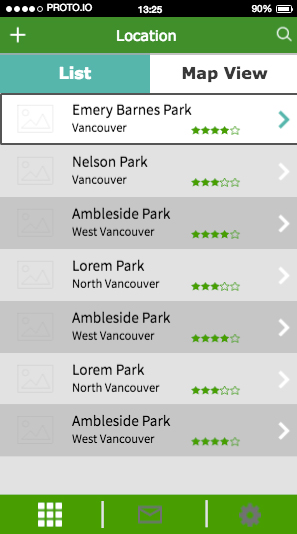 PROTO.IO 13:25 90%
Location
List Map View
Emery Barnes Park
Vancouver
Nelson Park
Vancouver
Ambleside Park
West Vancouver
Lorem Park
North Vancouver
Ambleside Park
West Vancouver
Lorem Park
North Vancouver
Ambleside Park
West Vancouver